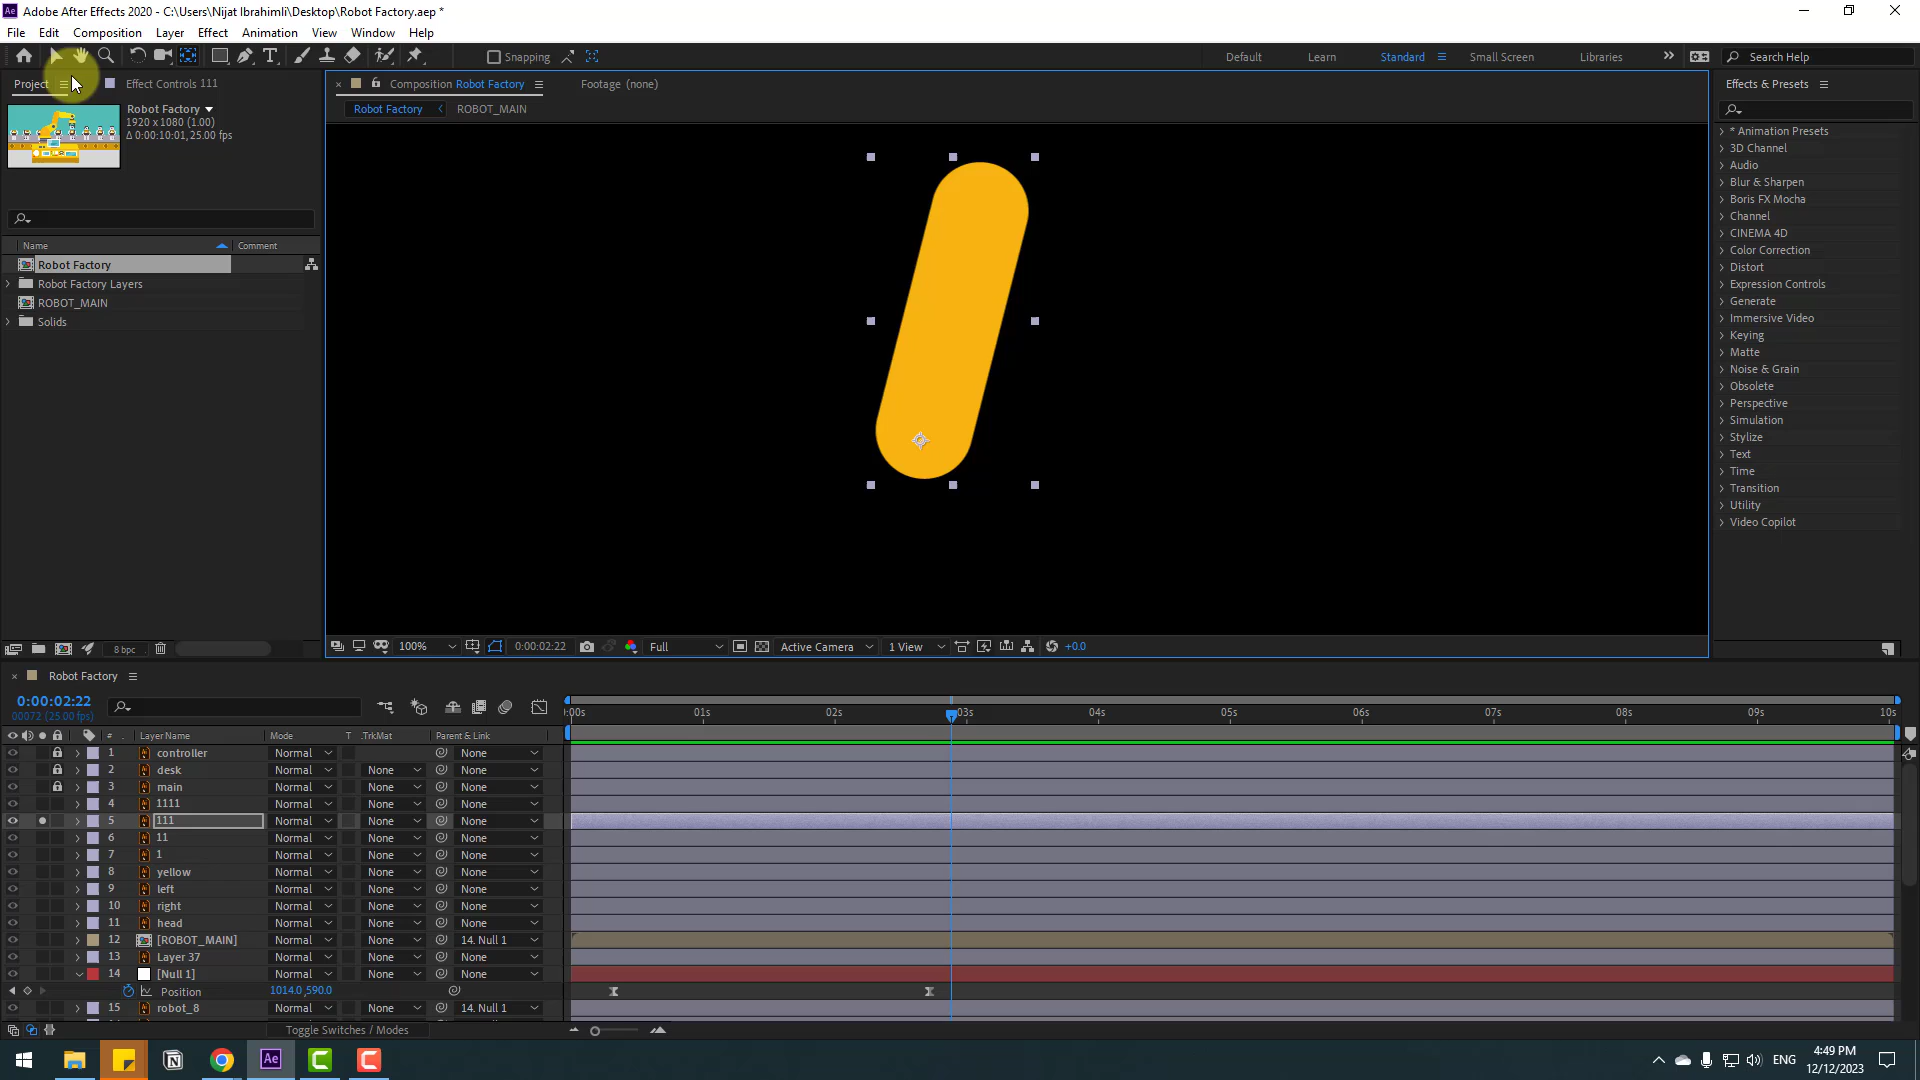 Adobe After Effects 2020 - C:\Users\Nijat Ibrahimli\Desktop\Robot Factory.aep *
File Edit Composition Layer Effect Animation View Window Help
Snapping Default Learn Standard Small Screen Libraries Search Help
Project Effect Controls 111 Composition Robot Factory Footage (none) Effects & Presets
Robot Factory ROBOT_MAIN
Robot Factory
1920 x 1080 (1.00)
Δ 0:00:10:01, 25.00 fps
Name Comment
Robot Factory
Robot Factory Layers
ROBOT_MAIN
Solids
* Animation Presets
3D Channel
Audio
Blur & Sharpen
Boris FX Mocha
Channel
CINEMA 4D
Color Correction
Distort
Expression Controls
Generate
Immersive Video
Keying
Matte
Noise & Grain
Obsolete
Perspective
Simulation
Stylize
Text
Time
Transition
Utility
Video Copilot
8 bpc 100% 0:00:02:22 Full Active Camera 1 View +0.0
Robot Factory
0:00:02:22
00072 (25.00 fps)
:00s 01s 02s 03s 04s 05s 06s 07s 08s 09s 10s
# Layer Name Mode T .TrkMat Parent & Link
1 controller Normal None
2 desk Normal None None
3 main Normal None None
4 1111 Normal None None
5 111 Normal None None
6 11 Normal None None
7 1 Normal None None
8 yellow Normal None None
9 left Normal None None
10 right Normal None None
11 head Normal None None
12 [ROBOT_MAIN] Normal None 14. Null 1
13 Layer 37 Normal None None
14 [Null 1] Normal None None
Position 1014.0,590.0
15 robot_8 Normal None 14. Null 1
Toggle Switches / Modes
ENG 4:49 PM
12/12/2023